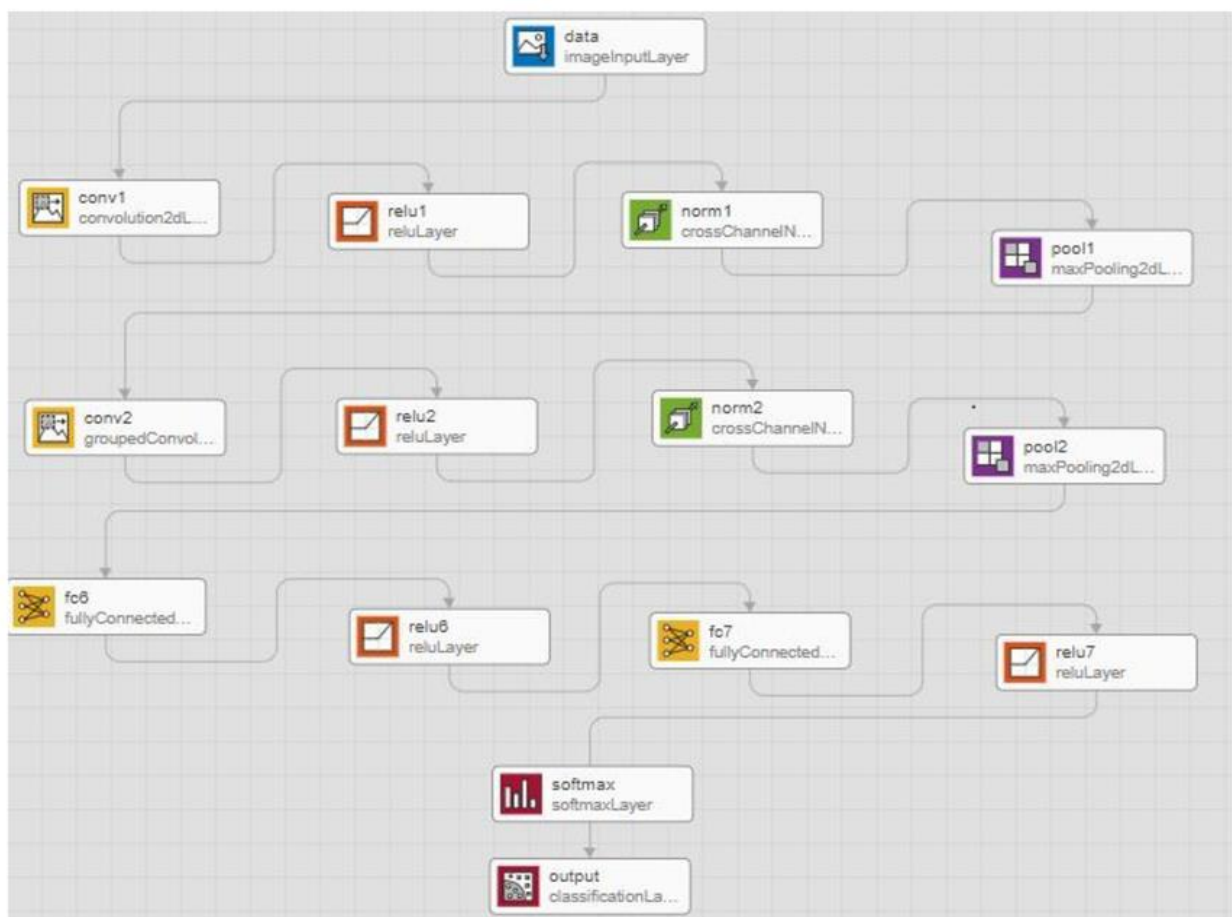 data
imageInputLayer
conv1
convolution2dL...
relu1
reluLayer
norm1
crossChannelN...
pool1
maxPooling2dL...
conv2
groupedConvol...
relu2
reluLayer
norm2
crossChannelN...
pool2
maxPooling2dL...
fc6
fullyConnected...
relu6
reluLayer
fc7
fullyConnected...
relu7
reluLayer
softmax
softmaxLayer
output
classificationLa...